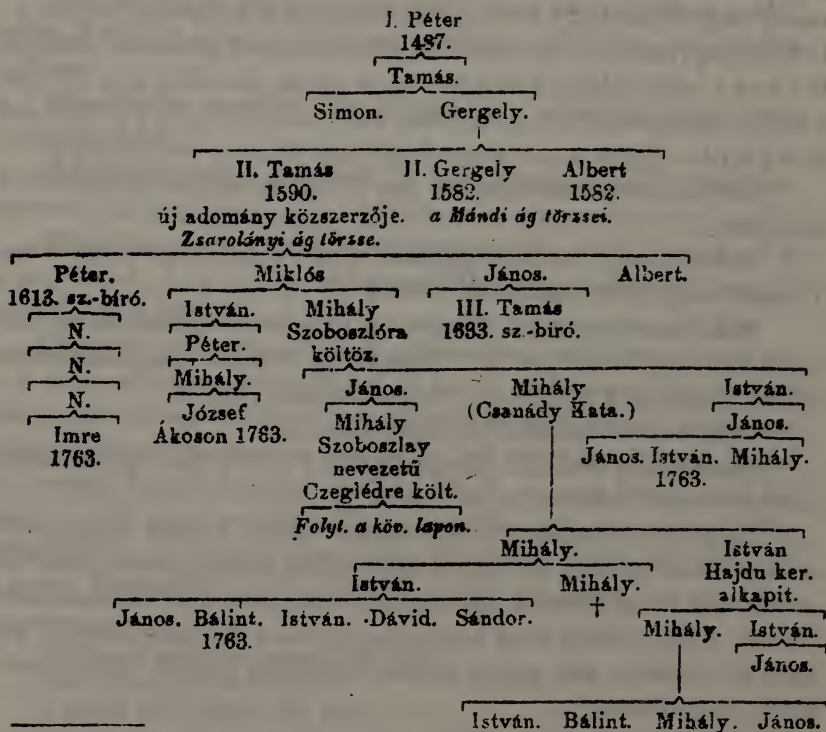 I. Péter
1487.
Tamás.
Simon. Gergely.
II. Tamás II. Gergely Albert
1590. 1582. 1582.
új adomány közszerzője. a Mándi ág törzsei.
Zsarolányi ág törzse.
Péter. Miklós János. Albert.
1613. sz.-biró. István. Mihály III. Tamás
N. Péter. Szoboszlóra 1683. sz.-biró.
N. Mihály. költöz.
N. József János. Mihály István.
Imre Ákoson 1763. Mihály (Csanády Kata.) János.
1763. Szoboszlay János. István. Mihály.
nevezetű 1763.
Czeglédre költ.
Folyt. a köv. lapon.
Mihály. István
István. Mihály. Hajdu ker.
† alkapit.
János. Bálint. István. Dávid. Sándor. Mihály. István.
1763. János.
István. Bálint. Mihály. János.